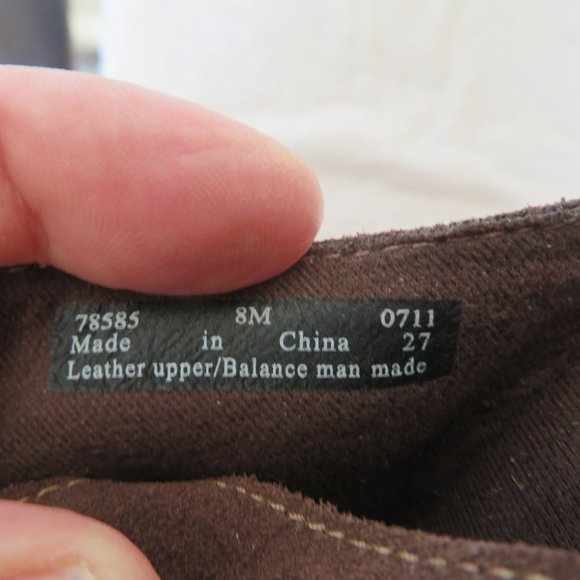 78585 8M 0711
Made in China 27
Leather upper/Balance man made